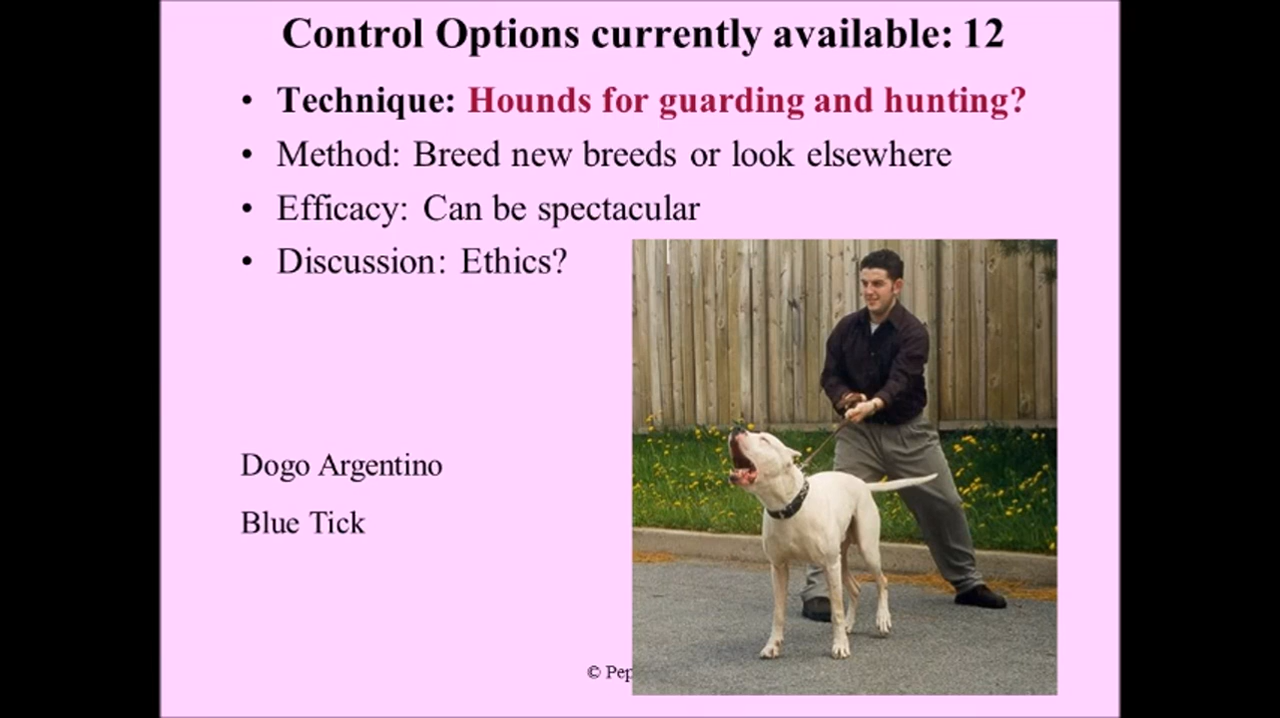 Control Options currently available: 12
• Technique: Hounds for guarding and hunting?
• Method: Breed new breeds or look elsewhere
• Efficacy: Can be spectacular
• Discussion: Ethics?
Dogo Argentino
Blue Tick
©